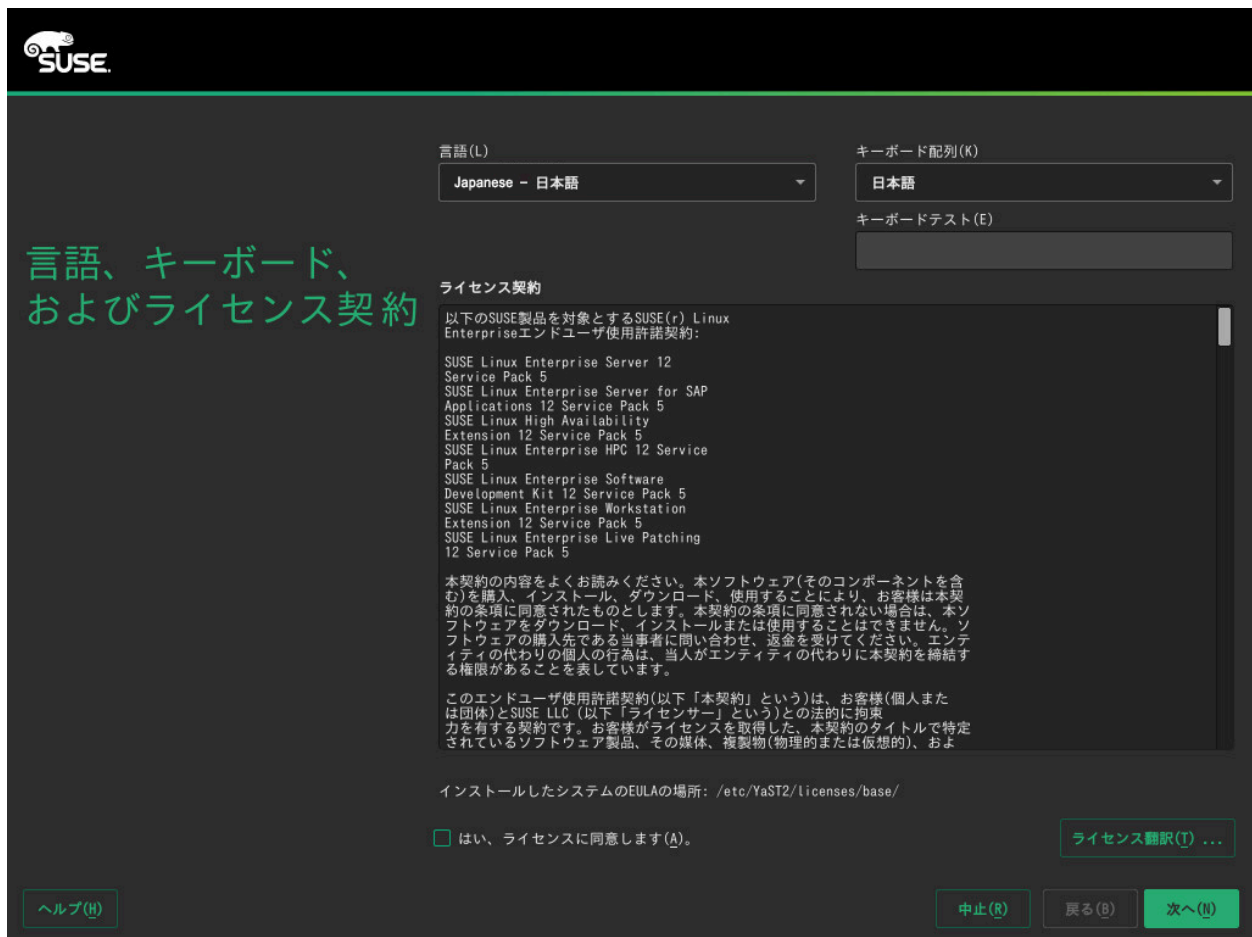 SUSE.
言語(L)
Japanese - 日本語
キーボード配列(K)
日本語
キーボードテスト(E)
言語、キーボード、
およびライセンス契約
ライセンス契約
以下のSUSE製品を対象とするSUSE(r) Linux
Enterpriseエンドユーザ使用許諾契約:
SUSE Linux Enterprise Server 12
Service Pack 5
SUSE Linux Enterprise Server for SAP
Applications 12 Service Pack 5
SUSE Linux High Availability
Extension 12 Service Pack 5
SUSE Linux Enterprise HPC 12 Service
Pack 5
SUSE Linux Enterprise Software
Development Kit 12 Service Pack 5
SUSE Linux Enterprise Workstation
Extension 12 Service Pack 5
SUSE Linux Enterprise Live Patching
12 Service Pack 5
本契約の内容をよくお読みください。本ソフトウェア(そのコンポーネントを含
む)を購入、インストール、ダウンロード、使用することにより、お客様は本契
約の条項に同意されたものとします。本契約の条項に同意されない場合は、本ソ
フトウェアをダウンロード、インストールまたは使用することはできません。ソ
フトウェアの購入先である当事者に問い合わせ、返金を受けてください。エンテ
ィティの代わりの個人の行為は、当人がエンティティの代わりに本契約を締結す
る権限があることを表しています。
このエンドユーザ使用許諾契約(以下「本契約」という)は、お客様(個人また
は団体)とSUSE LLC (以下「ライセンサー」という)との法的に拘束
力を有する契約です。お客様がライセンスを取得した、本契約のタイトルで特定
されているソフトウェア製品、その媒体、複製物(物理的または仮想的)、およ
インストールしたシステムのEULAの場所: /etc/YaST2/licenses/base/
はい、ライセンスに同意します(A)。
ライセンス翻訳(T) ...
ヘルプ(H)
中止(R)
戻る(B)
次へ(N)